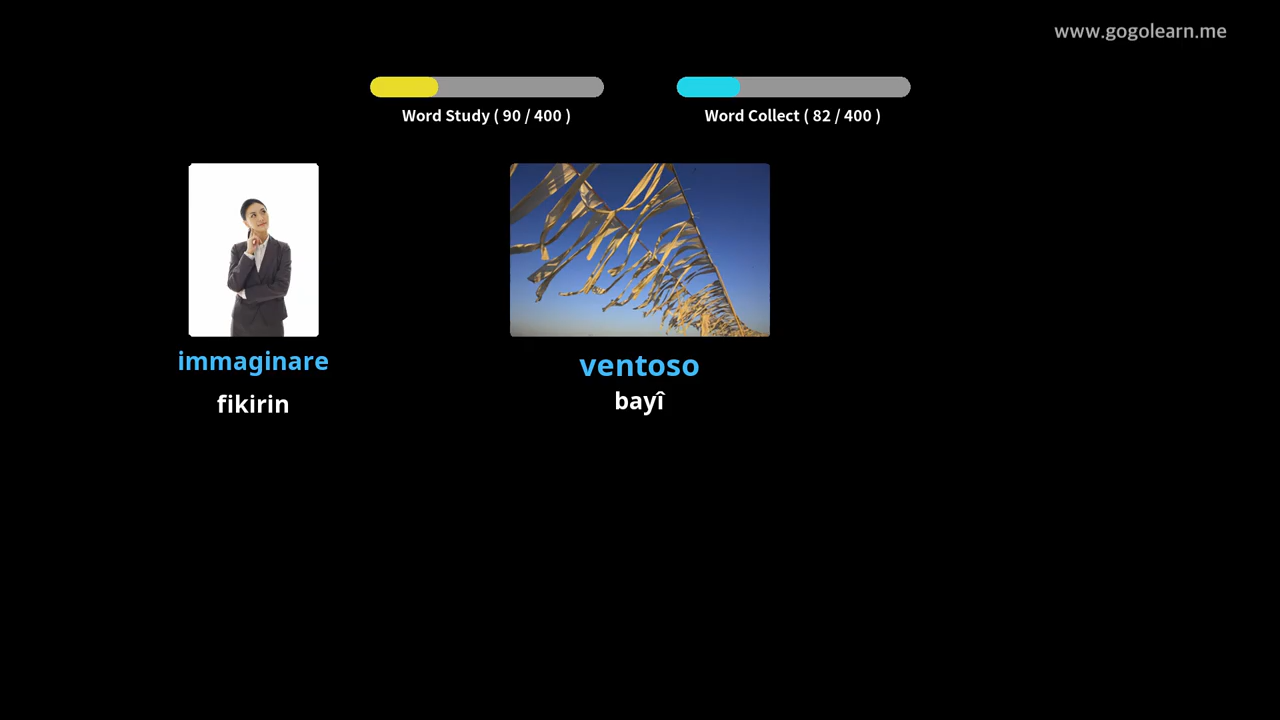 www.gogolearn.me
Word Study ( 90 / 400 )
Word Collect ( 82 / 400 )
immaginare
fikirin
ventoso
bayî